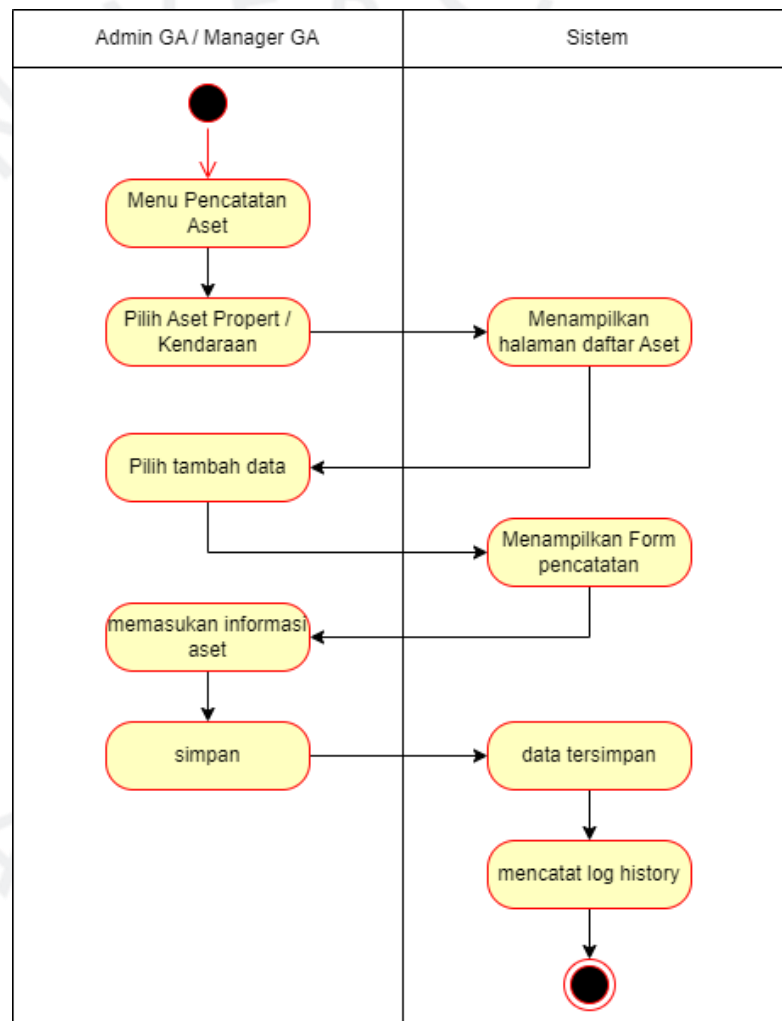 Admin GA / Manager GA
Sistem
Menu Pencatatan
Aset
Pilih Aset Propert /
Kendaraan
Menampilkan
halaman daftar Aset
Pilih tambah data
Menampilkan Form
pencatatan
memasukan informasi
aset
simpan
data tersimpan
mencatat log history